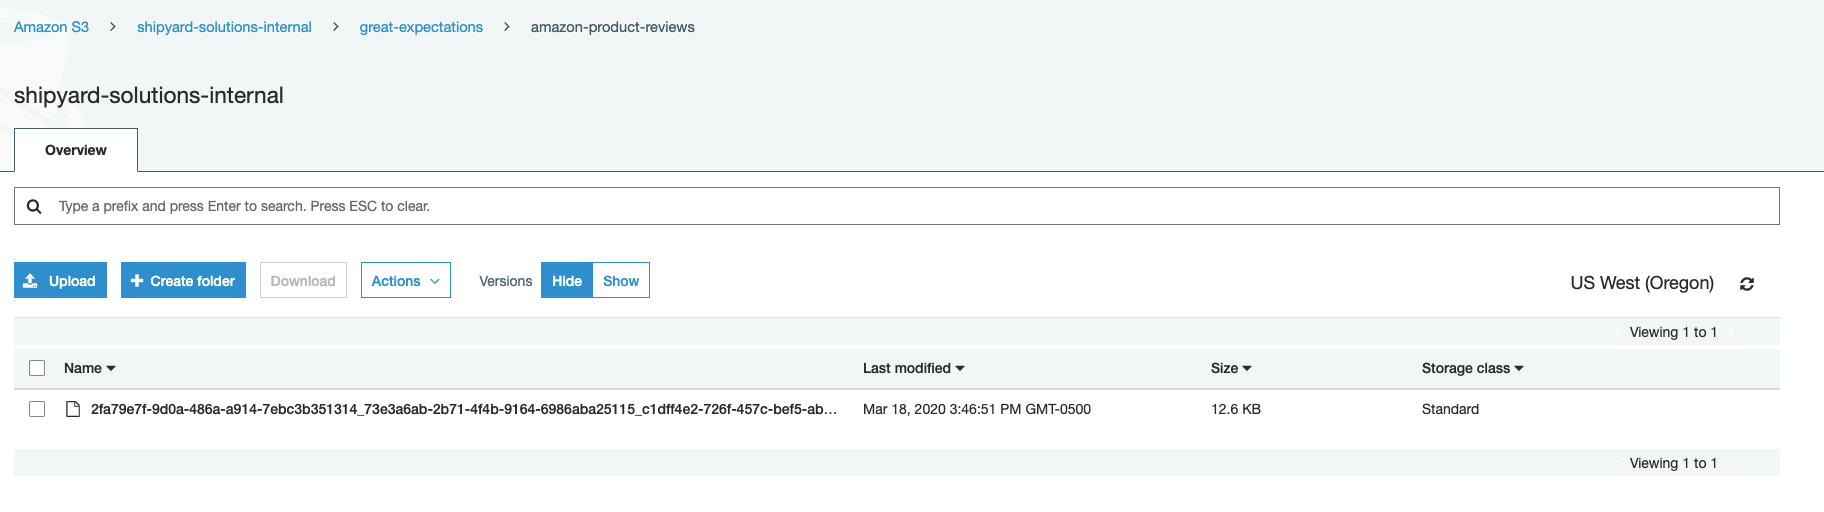 Amazon S3 > shipyard-solutions-internal > great-expectations > amazon-product-reviews
shipyard-solutions-internal
Overview
Type a prefix and press Enter to search. Press ESC to clear.
Upload Create folder Download Actions Versions Hide Show US West (Oregon)
Viewing 1 to 1
Name Last modified Size Storage class
2fa79e7f-9d0a-486a-a914-7ebc3b351314_73e3a6ab-2b71-4f4b-9164-6986aba25115_c1dff4e2-726f-457c-bef5-ab... Mar 18, 2020 3:46:51 PM GMT-0500 12.6 KB Standard
Viewing 1 to 1